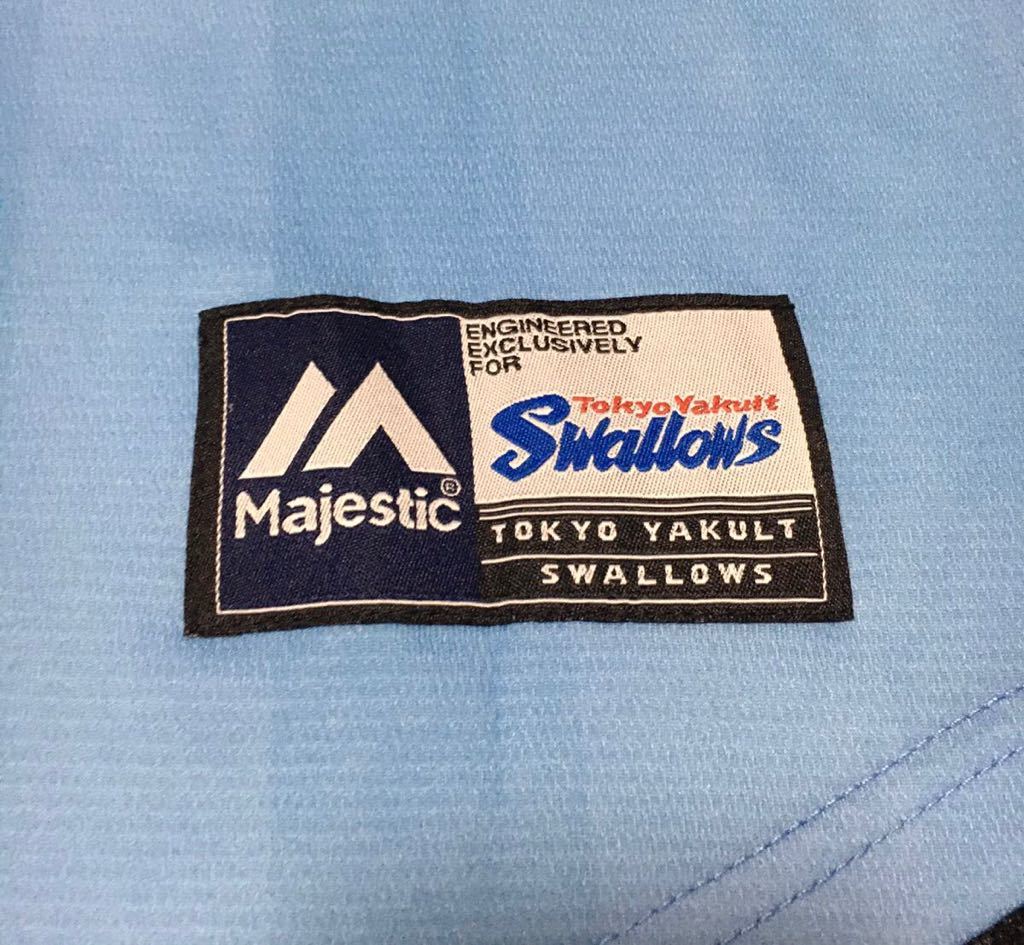 Majestic®
ENGINEERED
EXCLUSIVELY
FOR
Tokyo Yakult
Swallows
TOKYO YAKULT
SWALLOWS